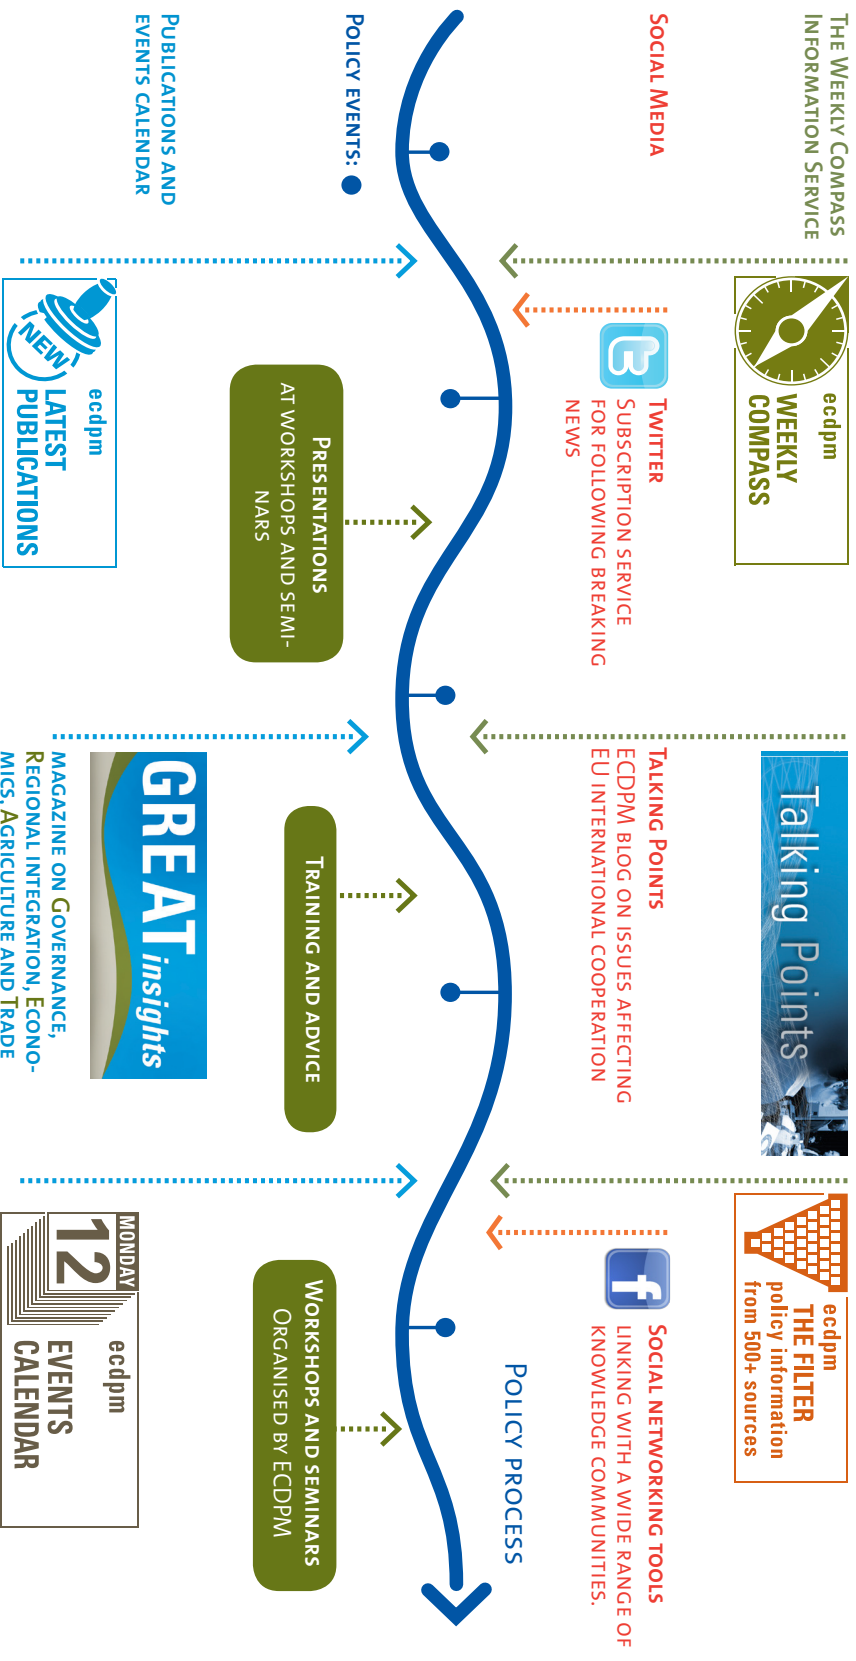 THE WEEKLY COMPASS
INFORMATION SERVICE
ecdpm
WEEKLY
COMPASS
Talking Points
ecdpm
THE FILTER
policy information
from 500+ sources
SOCIAL MEDIA
TWITTER
SUBSCRIPTION SERVICE
FOR FOLLOWING BREAKING
NEWS
TALKING POINTS
ECDPM BLOG ON ISSUES AFFECTING
EU INTERNATIONAL COOPERATION
SOCIAL NETWORKING TOOLS
LINKING WITH A WIDE RANGE OF
KNOWLEDGE COMMUNITIES.
POLICY PROCESS
POLICY EVENTS:
PRESENTATIONS
AT WORKSHOPS AND SEMI-
NARS
TRAINING AND ADVICE
WORKSHOPS AND SEMINARS
ORGANISED BY ECDPM
PUBLICATIONS AND
EVENTS CALENDAR
NEW
ecdpm
LATEST
PUBLICATIONS
GREAT insights
MAGAZINE ON GOVERNANCE,
REGIONAL INTEGRATION, ECONO-
MICS, AGRICULTURE AND TRADE
MONDAY
12
ecdpm
EVENTS
CALENDAR